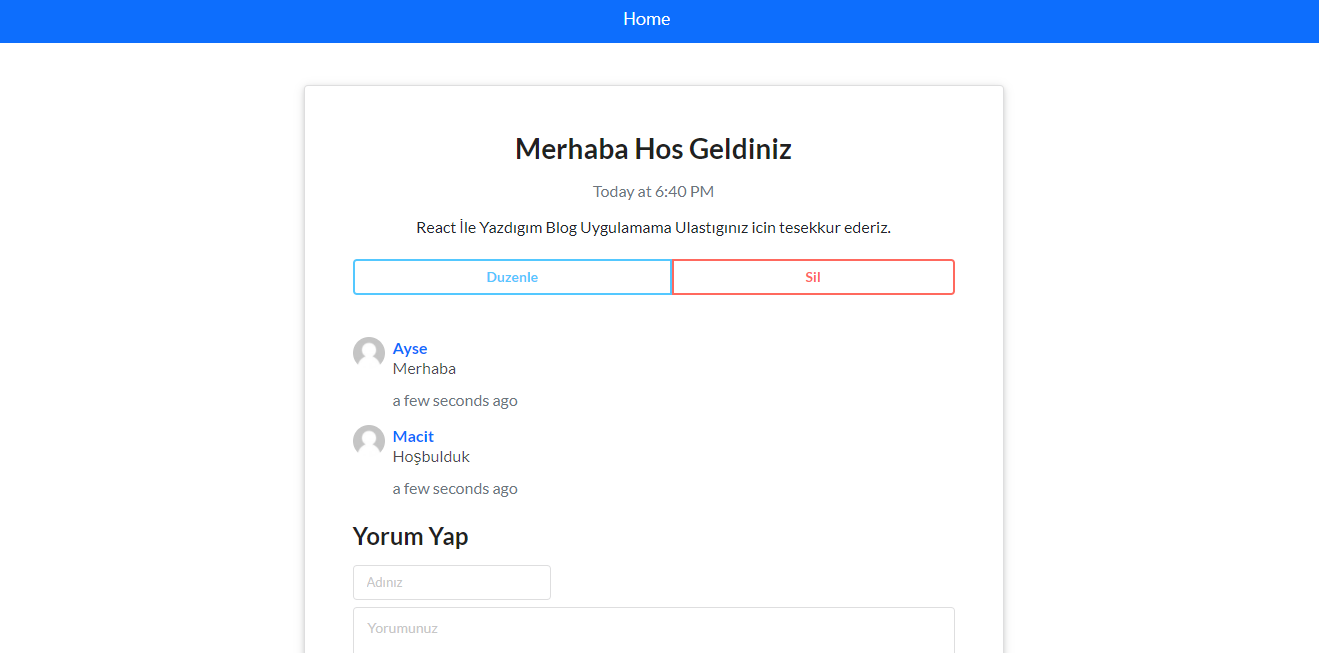 Home
Merhaba Hos Geldiniz
Today at 6:40 PM
React İle Yazdıgım Blog Uygulamama Ulastıgınız icin tesekkur ederiz.
Duzenle Sil
Ayse
Merhaba
a few seconds ago
Macit
Hoşbulduk
a few seconds ago
Yorum Yap
Adınız
Yorumunuz